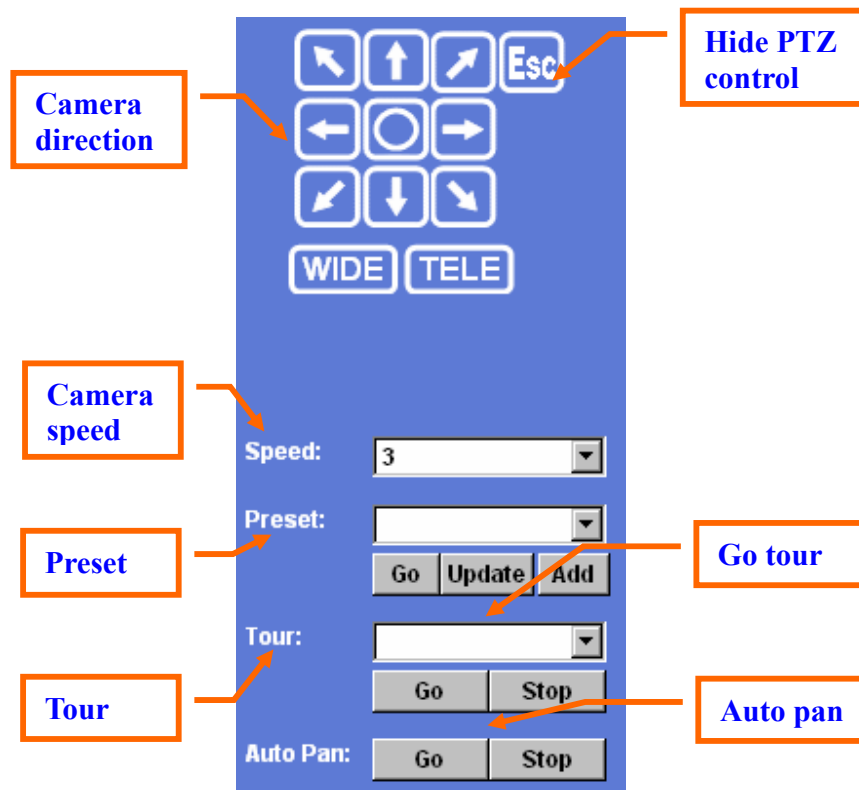 Esc
Hide PTZ
control
Camera
direction
WIDE TELE
Camera
speed
Speed: 3
Preset:
Preset
Go Update Add
Go tour
Tour:
Tour
Go Stop
Auto pan
Auto Pan: Go Stop